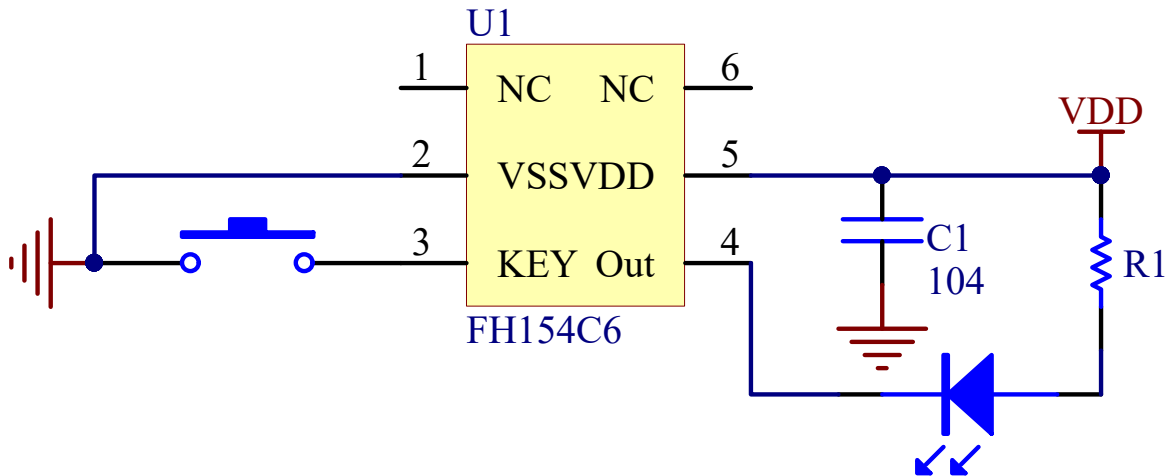 U1
1 NC NC 6
VDD
2 VSSVDD 5
3 KEY Out 4
C1
R1
104
FH154C6